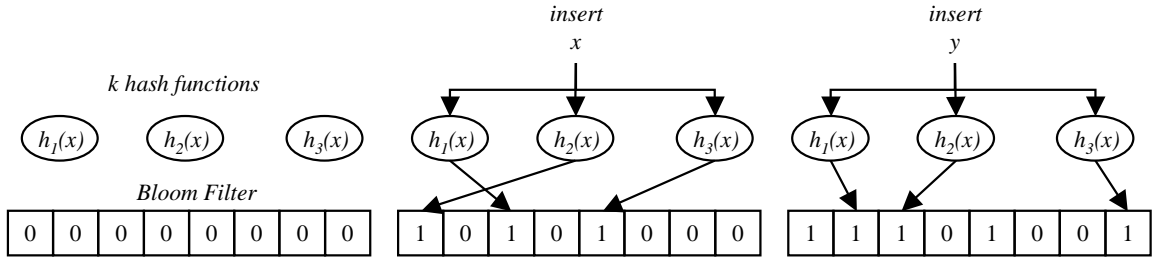 k hash functions
h1(x) h2(x) h3(x)
Bloom Filter
0 0 0 0 0 0 0 0
insert
x
h1(x) h2(x) h3(x)
1 0 1 0 1 0 0 0
insert
y
h1(x) h2(x) h3(x)
1 1 1 0 1 0 0 1